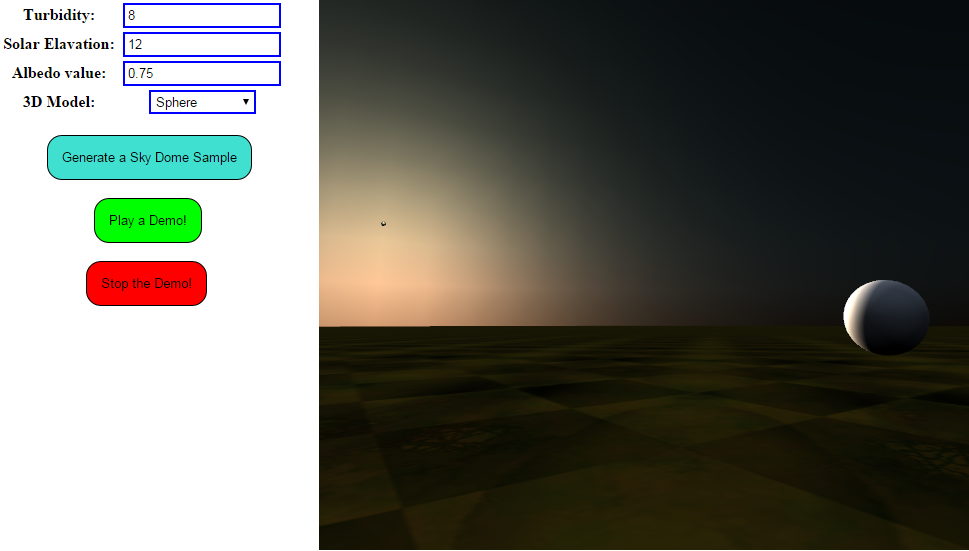 Turbidity: 8
Solar Elavation: 12
Albedo value: 0.75
3D Model: Sphere
Generate a Sky Dome Sample
Play a Demo!
Stop the Demo!